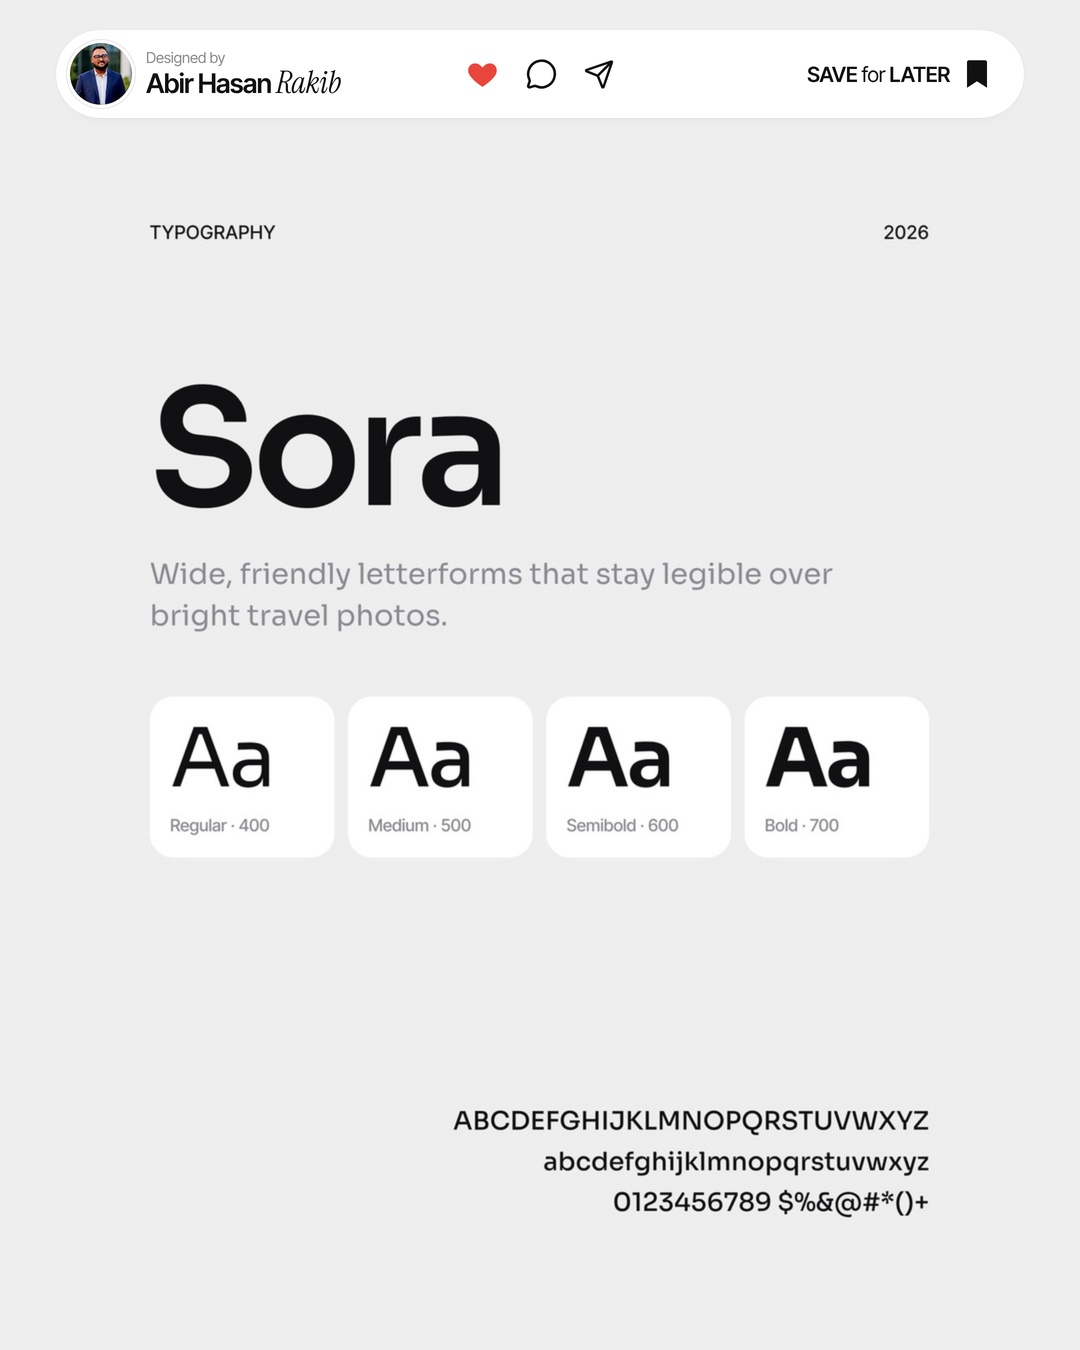 Designed by
Abir Hasan Rakib
SAVE for LATER
TYPOGRAPHY
2026
Sora
Wide, friendly letterforms that stay legible over
bright travel photos.
Aa
Regular · 400
Aa
Medium · 500
Aa
Semibold · 600
Aa
Bold · 700
ABCDEFGHIJKLMNOPQRSTUVWXYZ
abcdefghijklmnopqrstuvwxyz
0123456789 $%&@#*()+